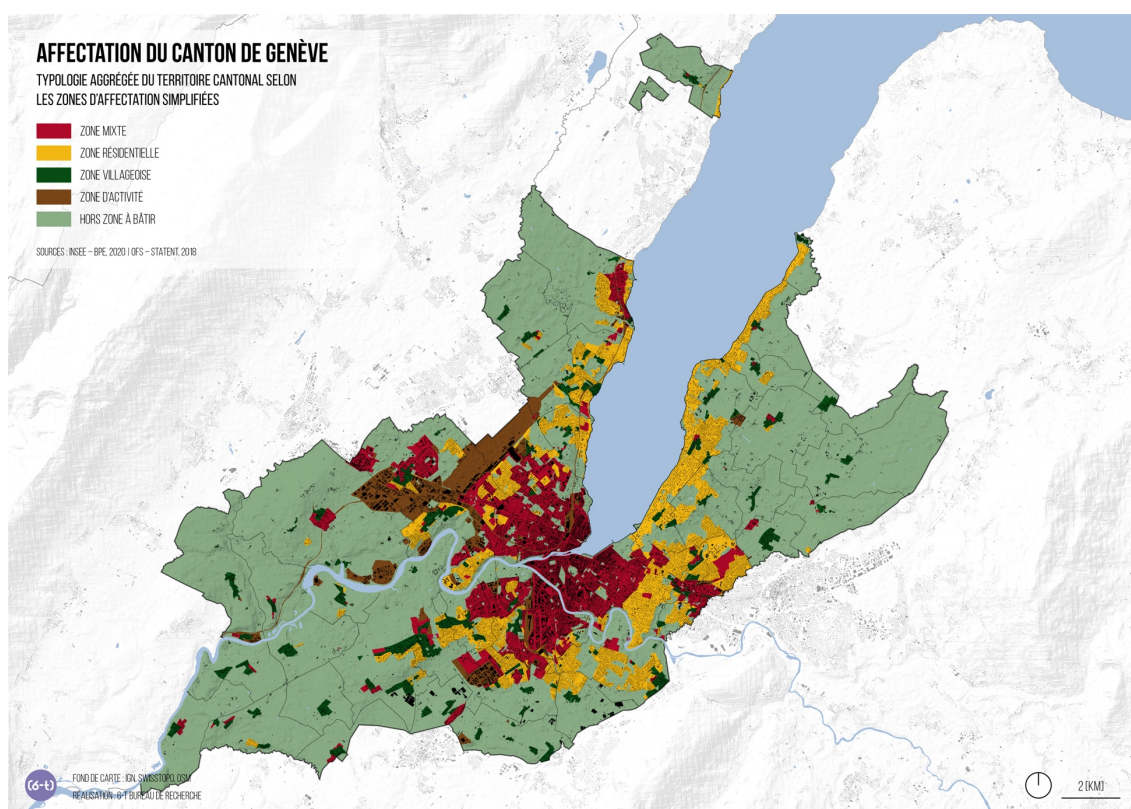 AFFECTATION DU CANTON DE GENÈVE
TYPOLOGIE AGGRÉGÉE DU TERRITOIRE CANTONAL SELON
LES ZONES D'AFFECTATION SIMPLIFIÉES
ZONE MIXTE
ZONE RÉSIDENTIELLE
ZONE VILLAGEOISE
ZONE D'ACTIVITÉ
HORS ZONE À BÂTIR
SOURCES : INSEE – BPE, 2020 | OFS – STATENT, 2018
(6-t)
FOND DE CARTE : IGN, SWISSTOPO, OSM
RÉALISATION : 6-T BUREAU DE RECHERCHE
2 [KM]